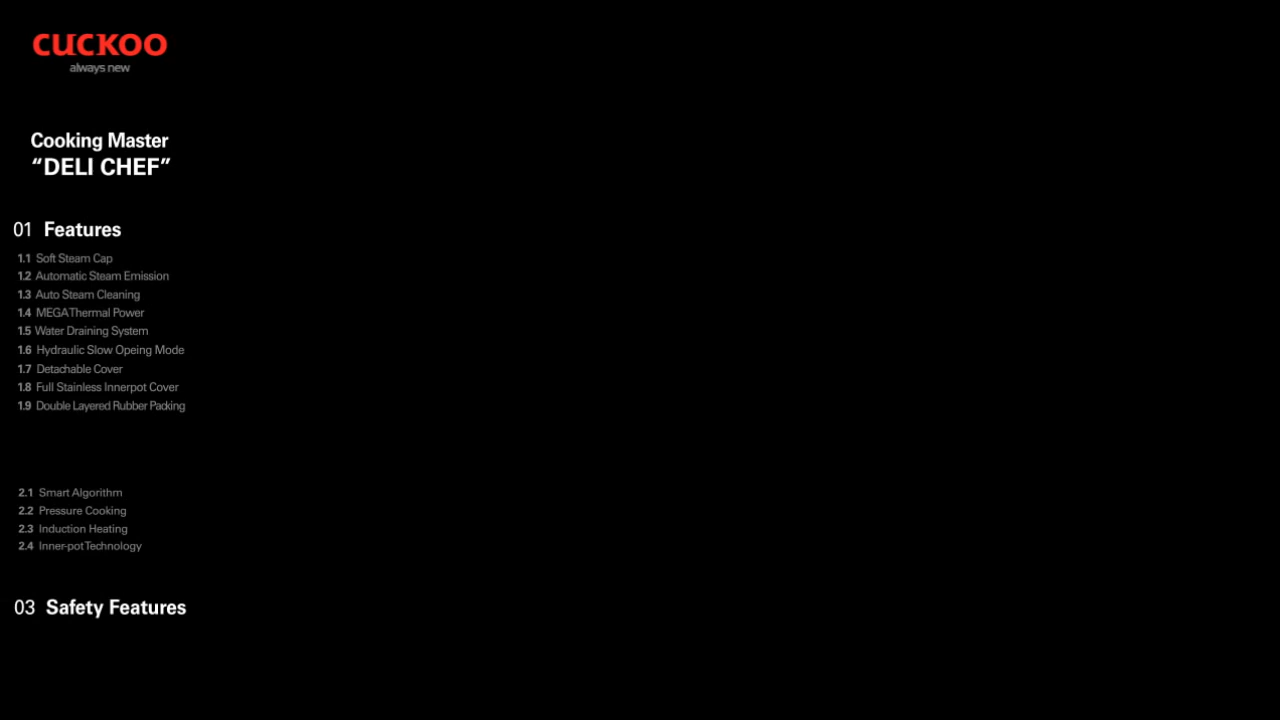 CUCKOO
always new
Cooking Master
“DELI CHEF”
01 Features
1.1 Soft Steam Cap
1.2 Automatic Steam Emission
1.3 Auto Steam Cleaning
1.4 MEGA Thermal Power
1.5 Water Draining System
1.6 Hydraulic Slow Opeing Mode
1.7 Detachable Cover
1.8 Full Stainless Innerpot Cover
1.9 Double Layered Rubber Packing
2.1 Smart Algorithm
2.2 Pressure Cooking
2.3 Induction Heating
2.4 Inner-pot Technology
03 Safety Features